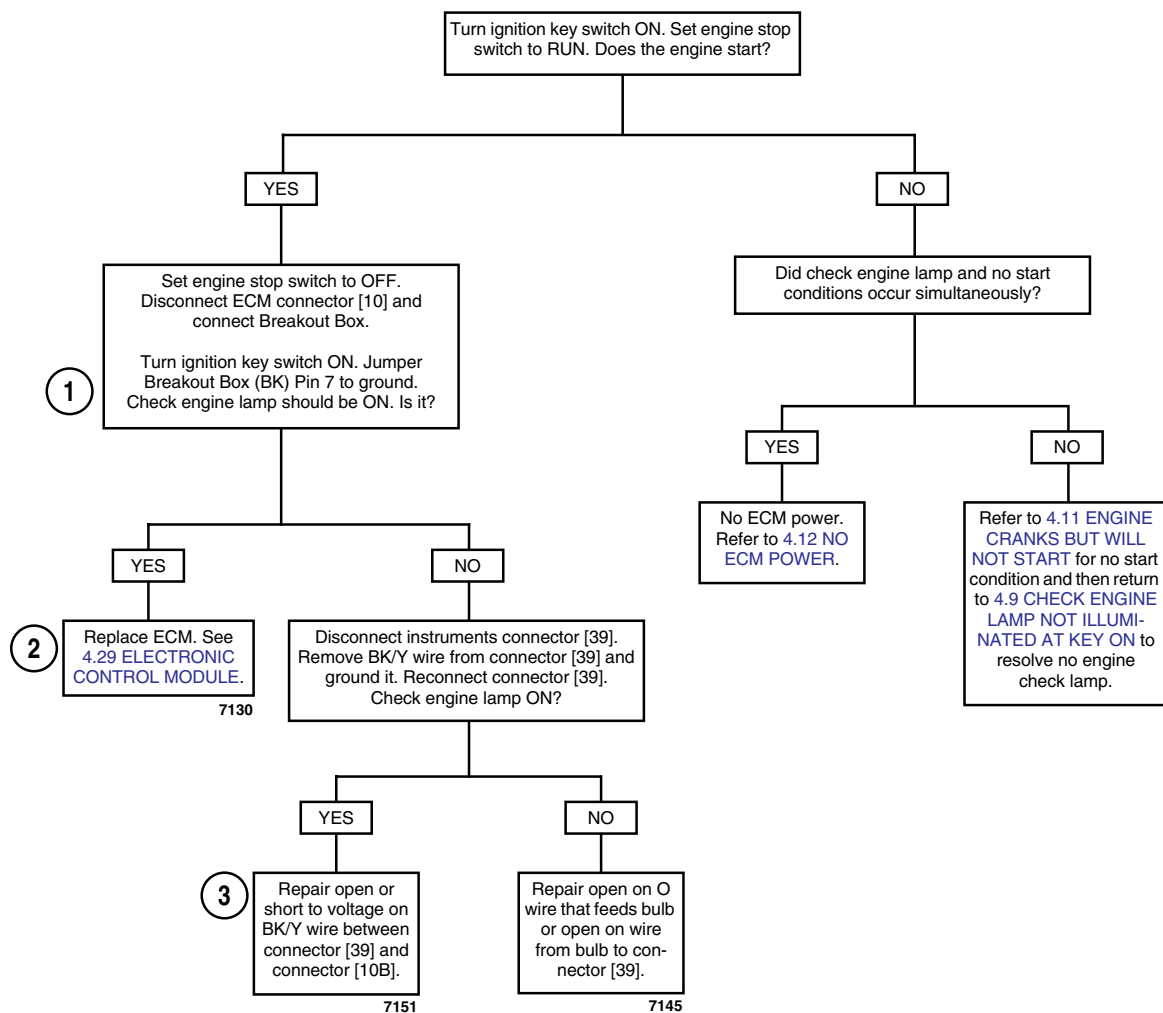 Turn ignition key switch ON. Set engine stop
switch to RUN. Does the engine start?
YES
NO
Set engine stop switch to OFF.
Disconnect ECM connector [10] and
connect Breakout Box.
Turn ignition key switch ON. Jumper
Breakout Box (BK) Pin 7 to ground.
Check engine lamp should be ON. Is it?
1
Did check engine lamp and no start
conditions occur simultaneously?
YES
NO
No ECM power.
Refer to 4.12 NO
ECM POWER.
Refer to 4.11 ENGINE
CRANKS BUT WILL
NOT START for no start
condition and then return
to 4.9 CHECK ENGINE
LAMP NOT ILLUMI-
NATED AT KEY ON to
resolve no engine
check lamp.
YES
NO
2
Replace ECM. See
4.29 ELECTRONIC
CONTROL MODULE.
7130
Disconnect instruments connector [39].
Remove BK/Y wire from connector [39] and
ground it. Reconnect connector [39].
Check engine lamp ON?
YES
NO
3
Repair open or
short to voltage on
BK/Y wire between
connector [39] and
connector [10B].
7151
Repair open on O
wire that feeds bulb
or open on wire
from bulb to con-
nector [39].
7145